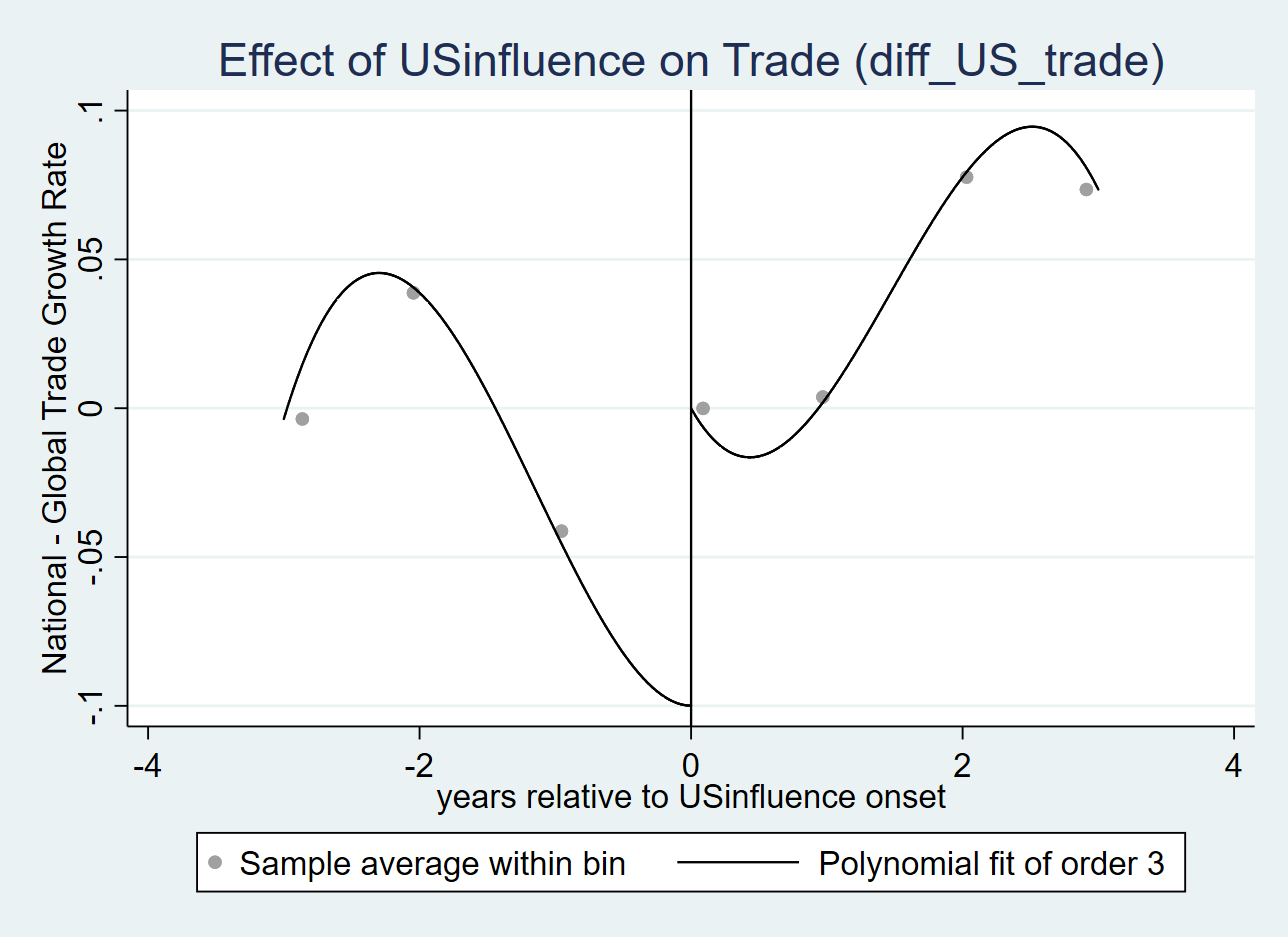 Effect of USinfluence on Trade (diff_US_trade)
National - Global Trade Growth Rate
.1
.05
0
-.05
-.1
-4 -2 0 2 4
years relative to USinfluence onset
Sample average within bin Polynomial fit of order 3